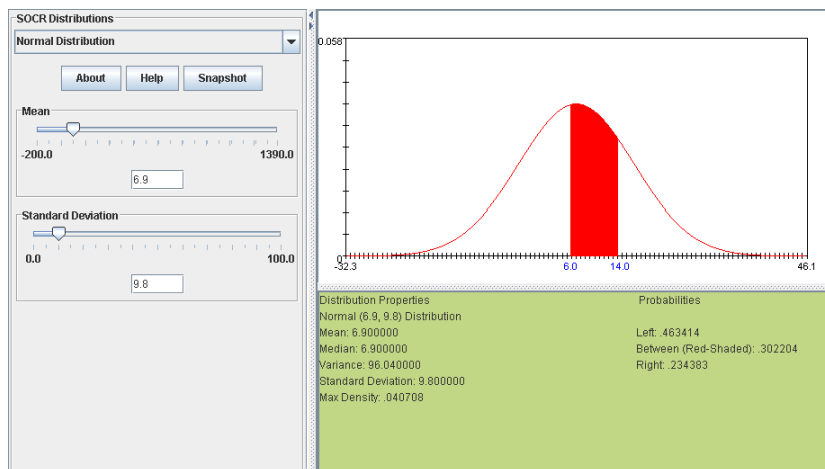 SOCR Distributions
Normal Distribution
About Help Snapshot
Mean
-200.0 1390.0
6.9
Standard Deviation
0.0 100.0
9.8
0.058
0
-32.3 6.0 14.0 46.1
Distribution Properties Probabilities
Normal (6.9, 9.8) Distribution
Mean: 6.900000 Left: .463414
Median: 6.900000 Between (Red-Shaded): .302204
Variance: 96.040000 Right: .234383
Standard Deviation: 9.800000
Max Density: .040708